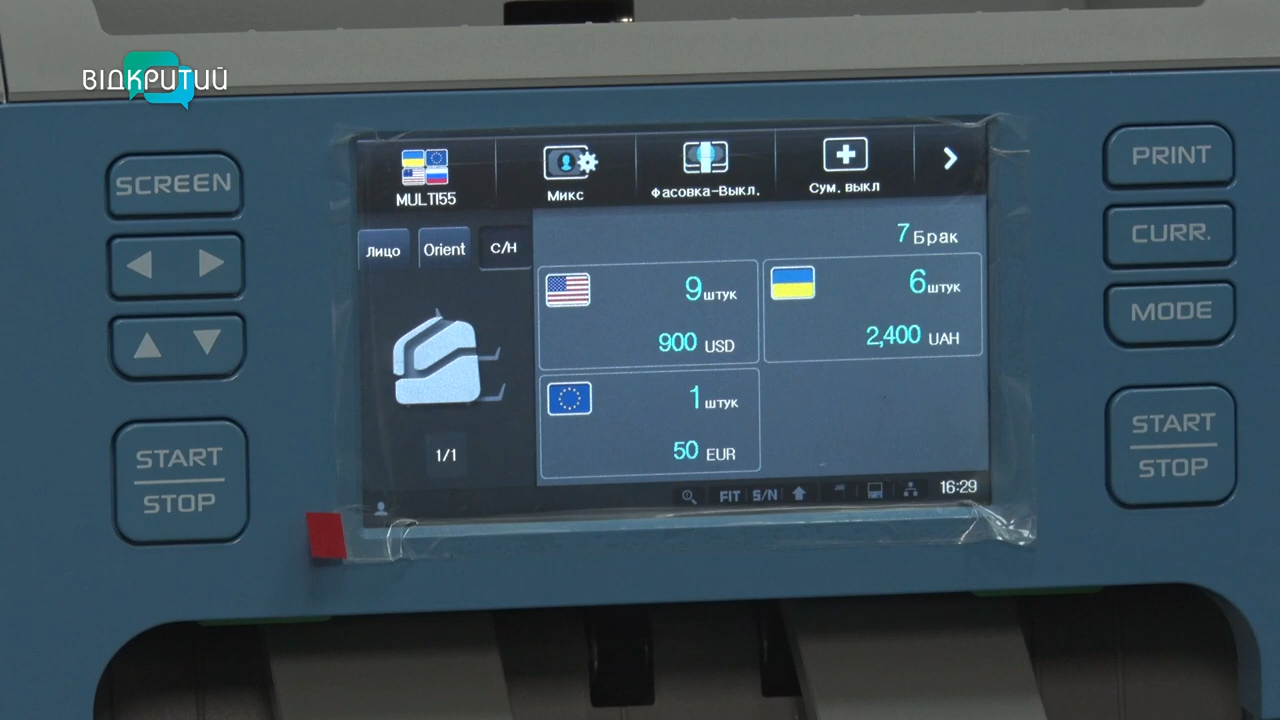 ВІДКРИТИЙ
SCREEN
START
STOP
MULTI55
Микс
Фасовка-Выкл.
Сум. выкл
Лицо
Orient
С/Н
1/1
7 Брак
9 штук
900 USD
6 штук
2,400 UAH
1 штук
50 EUR
FIT
S/N
16:29
PRINT
CURR.
MODE
START
STOP